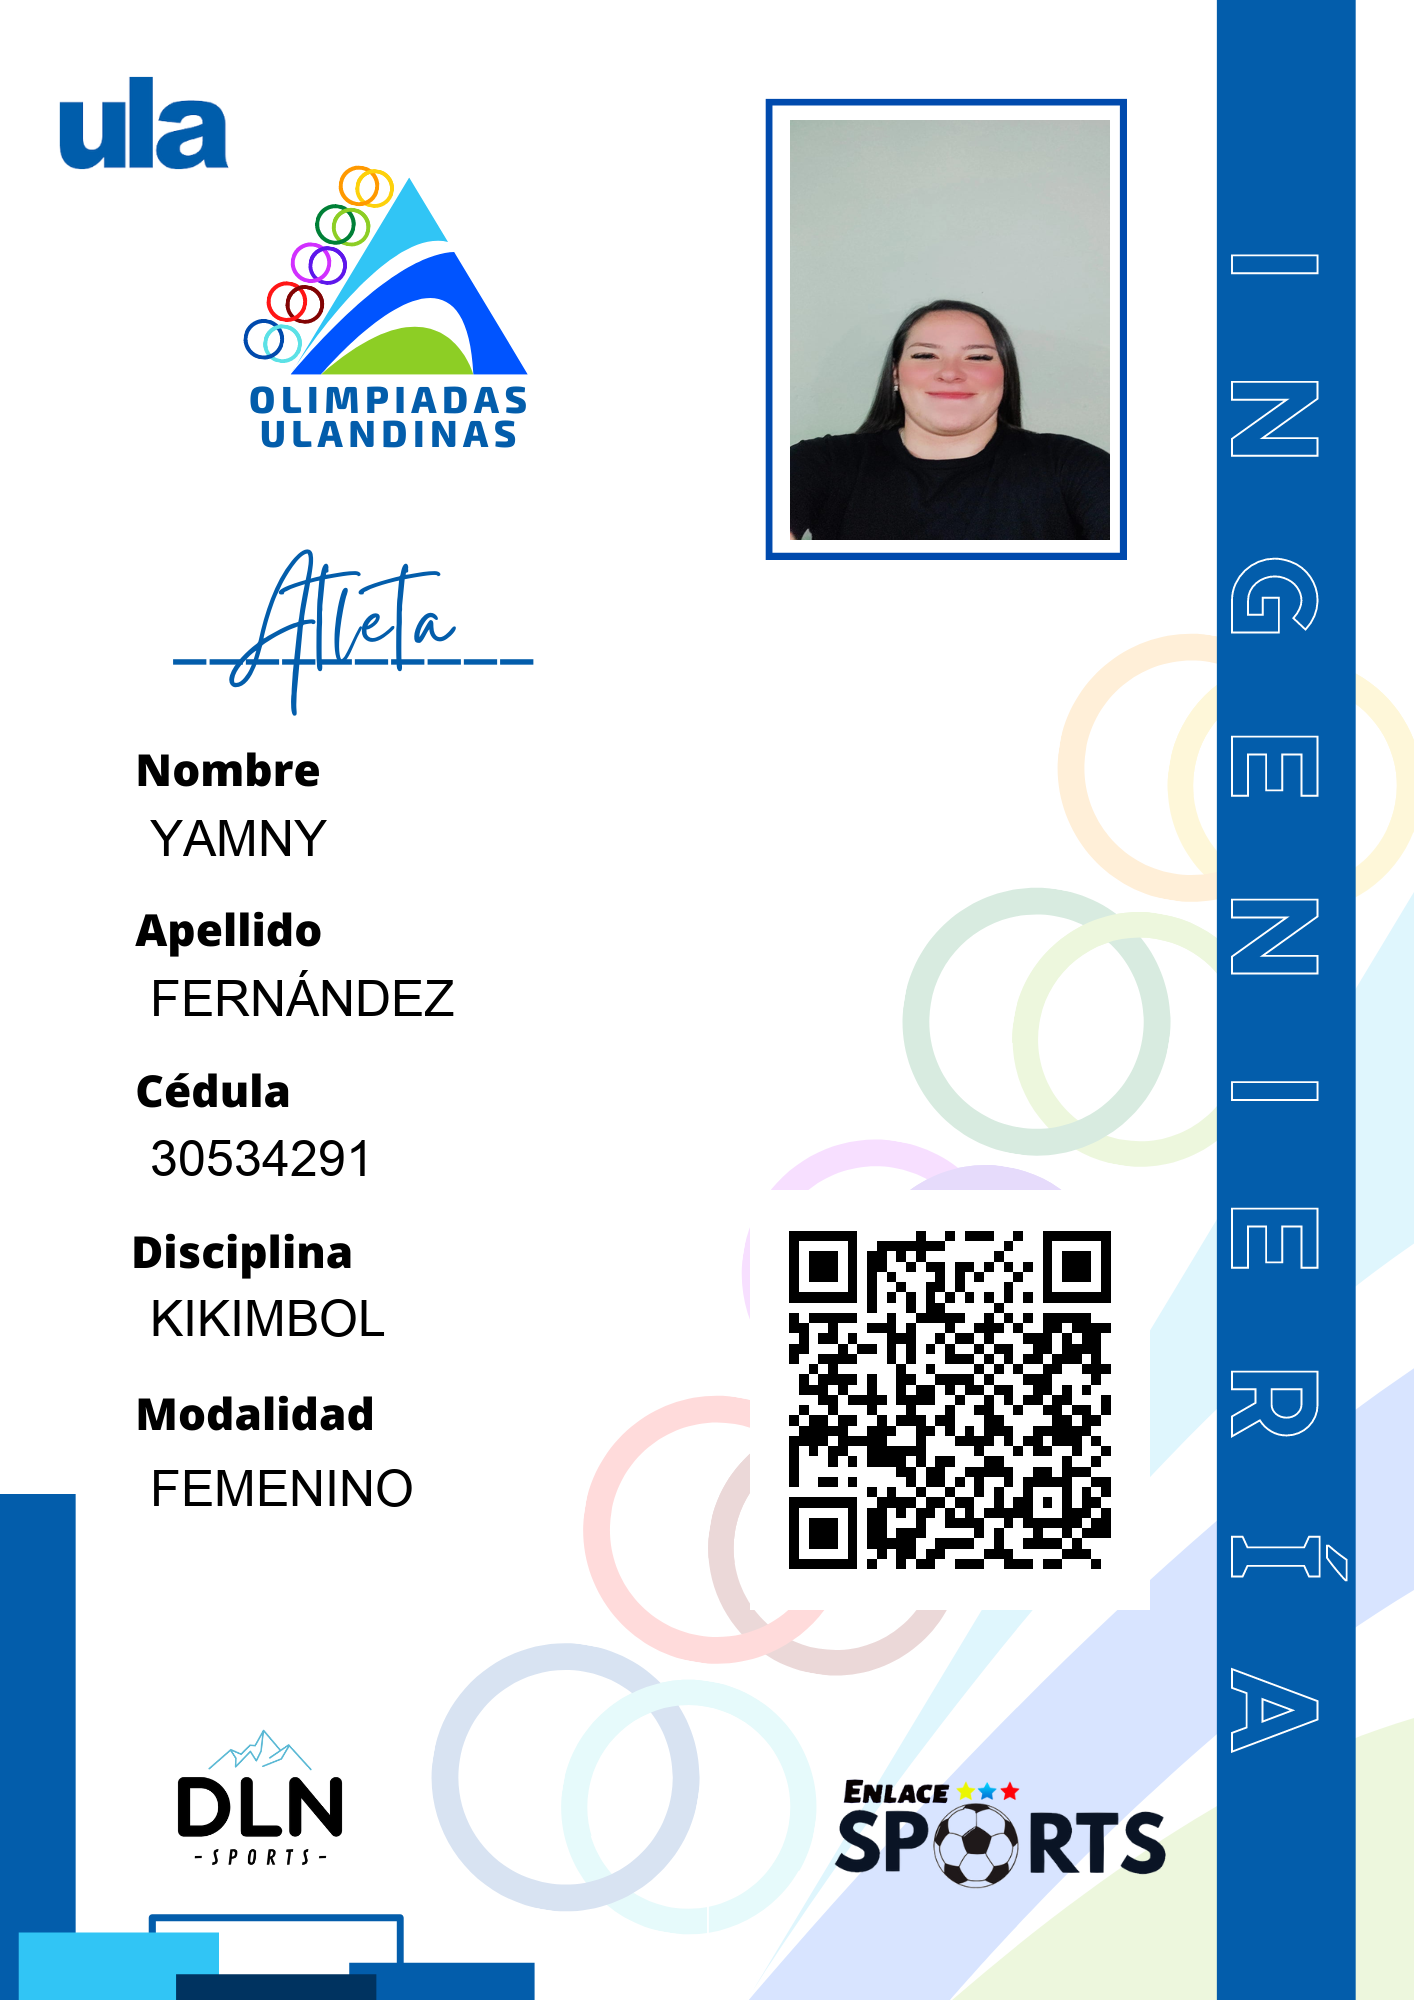 ula
OLIMPIADAS
ULANDINAS
Atleta
Nombre
YAMNY
Apellido
FERNÁNDEZ
Cédula
30534291
Disciplina
KIKIMBOL
Modalidad
FEMENINO
INGENIERÍA
DLN
-SPORTS-
ENLACE
SPORTS